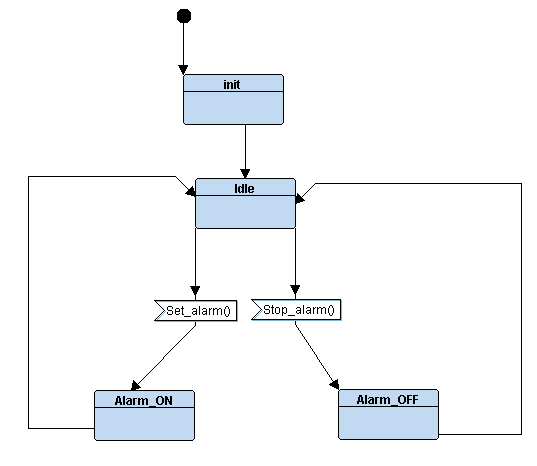 init
Idle
Set_alarm()
Stop_alarm()
Alarm_ON
Alarm_OFF